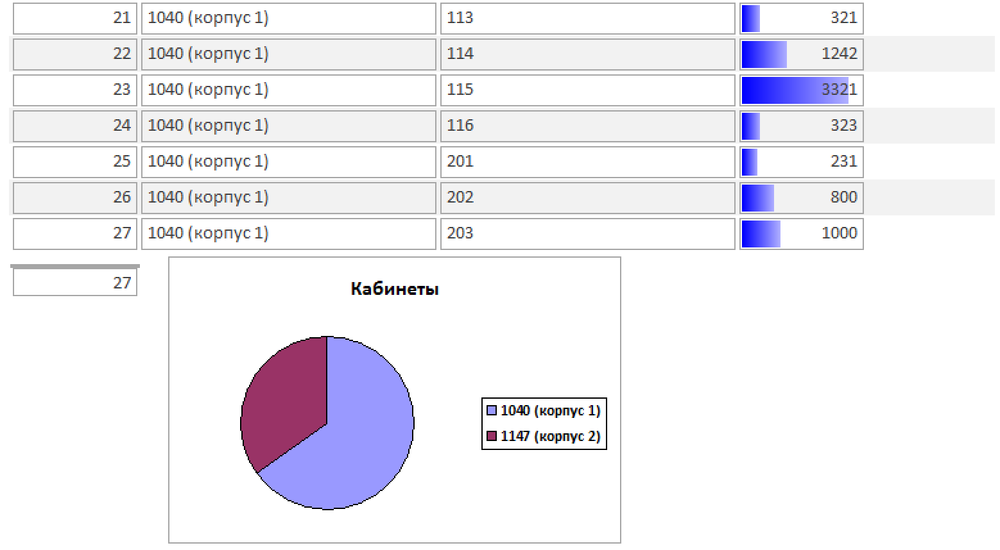 21 1040 (корпус 1) 113 321
22 1040 (корпус 1) 114 1242
23 1040 (корпус 1) 115 3321
24 1040 (корпус 1) 116 323
25 1040 (корпус 1) 201 231
26 1040 (корпус 1) 202 800
27 1040 (корпус 1) 203 1000
27
Кабинеты
1040 (корпус 1)
1147 (корпус 2)